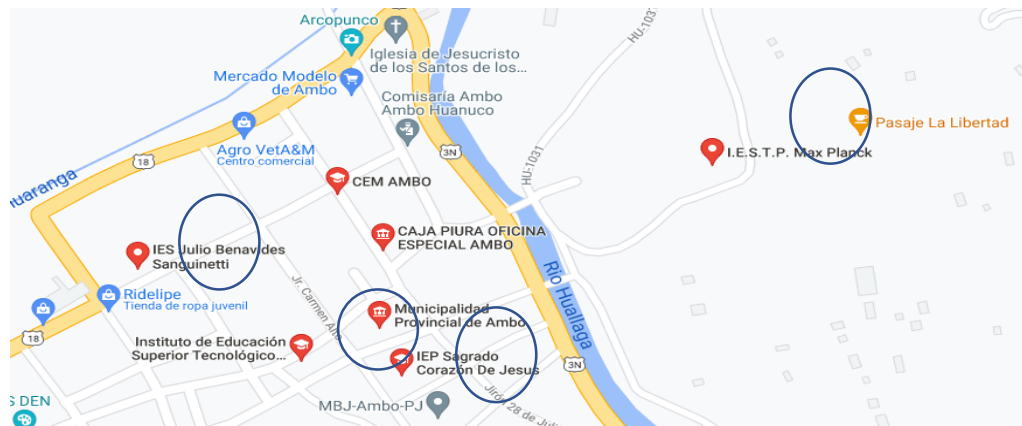 Arcopunco
Iglesia de Jesucristo
de los Santos de los...
HU:1031
Mercado Modelo
de Ambo
Comisaría Ambo
Ambo Huanuco
Pasaje La Libertad
Agro VetA&M
Centro comercial
3N
18
I.E.S.T.P. Max Planck
huaranga
CEM AMBO
HU:1031
CAJA PIURA OFICINA
ESPECIAL AMBO
IES Julio Benavides
Sanguinetti
Jr. Carmen Alto
Río Huallaga
Ridelipe
Tienda de ropa juvenil
Municipalidad
Provincial de Ambo
18
Instituto de Educación
Superior Tecnológico...
IEP Sagrado
Corazón De Jesus
3N
S DEN
MBJ-Ambo-PJ
Jirón 28 de Juli